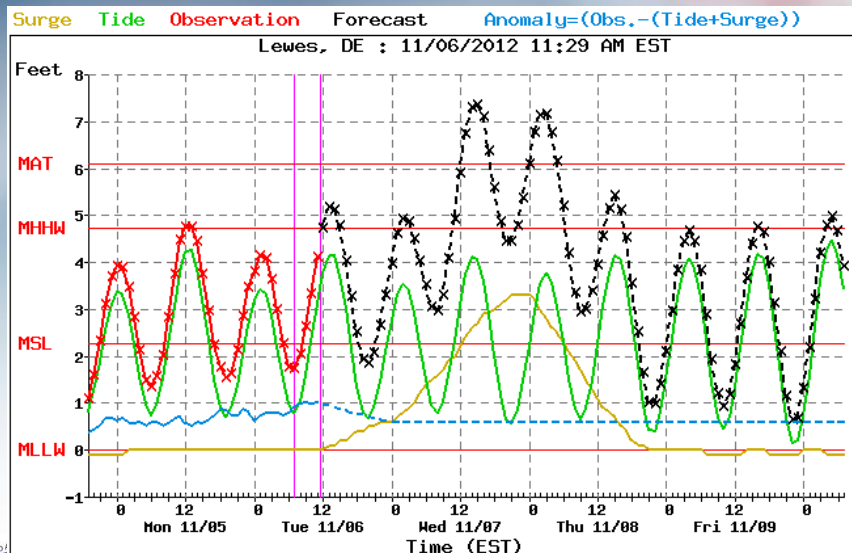 Surge Tide Observation Forecast Anomaly=(Obs.-(Tide+Surge))
Lewes, DE : 11/06/2012 11:29 AM EST
Feet
8
7
MAT
6
5
MHHW
4
3
MSL
2
1
MLLW
0
-1
0 12 0 12 0 12 0 12 0 12
Mon 11/05 Tue 11/06 Wed 11/07 Thu 11/08 Fri 11/09
Time (EST)